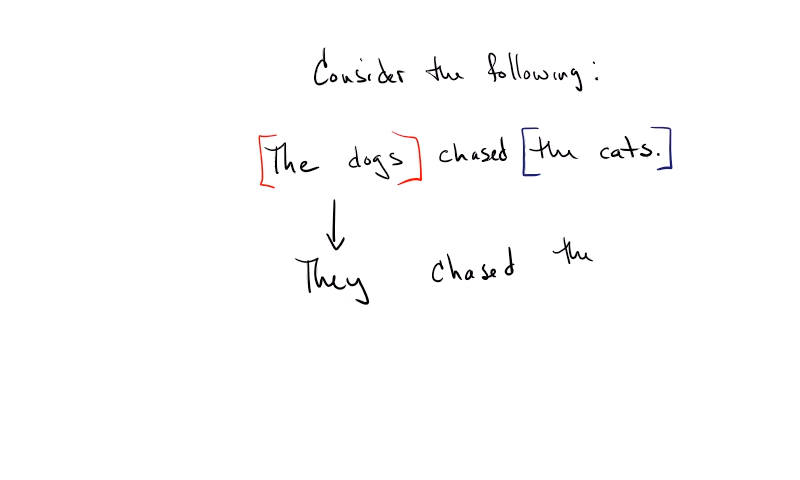 Consider the following:
[The dogs] chased [the cats.]
They chased the